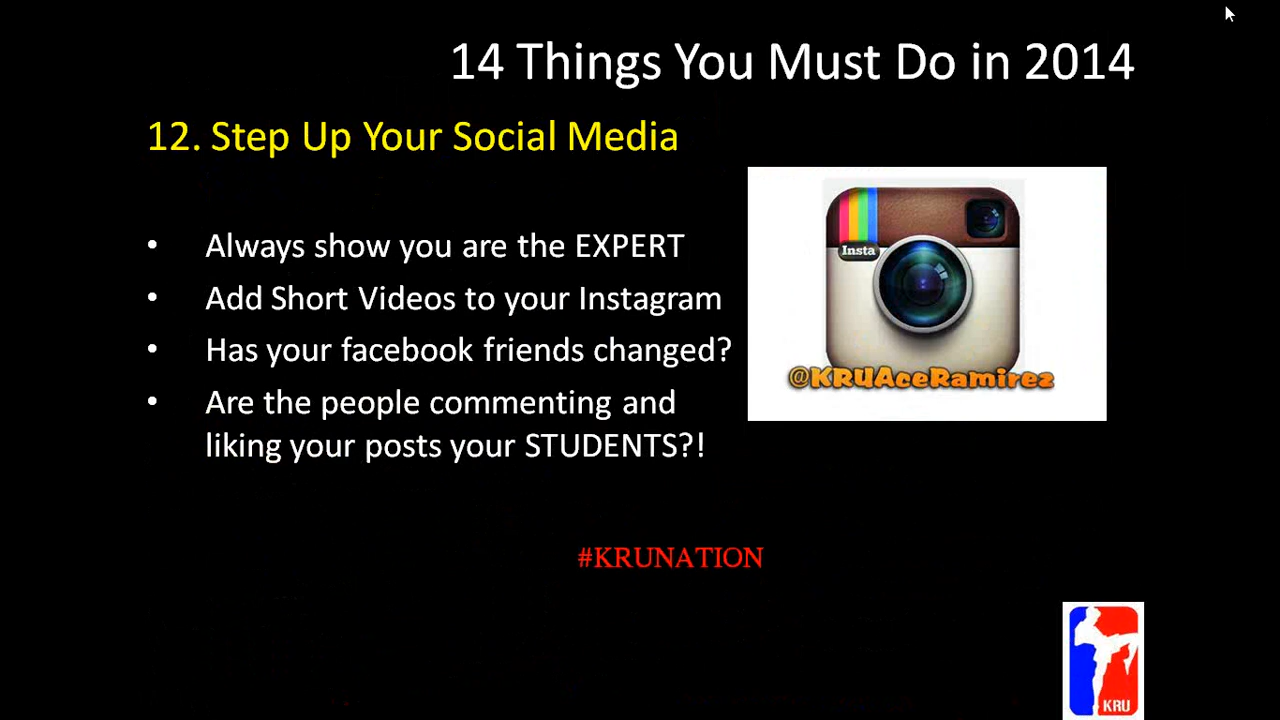 14 Things You Must Do in 2014
12. Step Up Your Social Media
• Always show you are the EXPERT
• Add Short Videos to your Instagram
• Has your facebook friends changed?
• Are the people commenting and
liking your posts your STUDENTS?!
Insta
@KRUAceRamirez
#KRUNATION
KRU